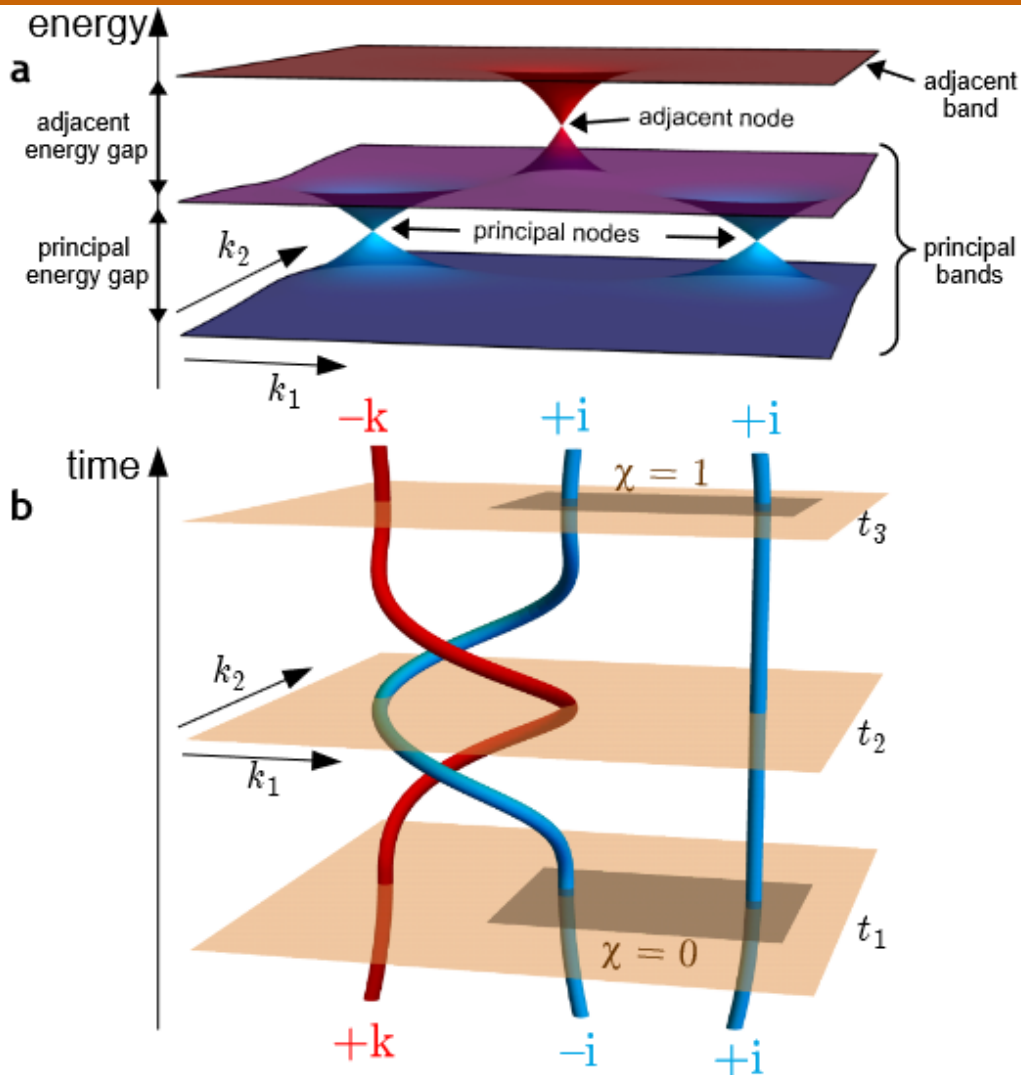 energy
a
adjacent
band
adjacent
energy gap
adjacent node
principal
energy gap
k₂
principal nodes
principal
bands
k₁
–k
+i
+i
time
b
χ = 1
t₃
k₂
k₁
t₂
χ = 0
t₁
+k
–i
+i